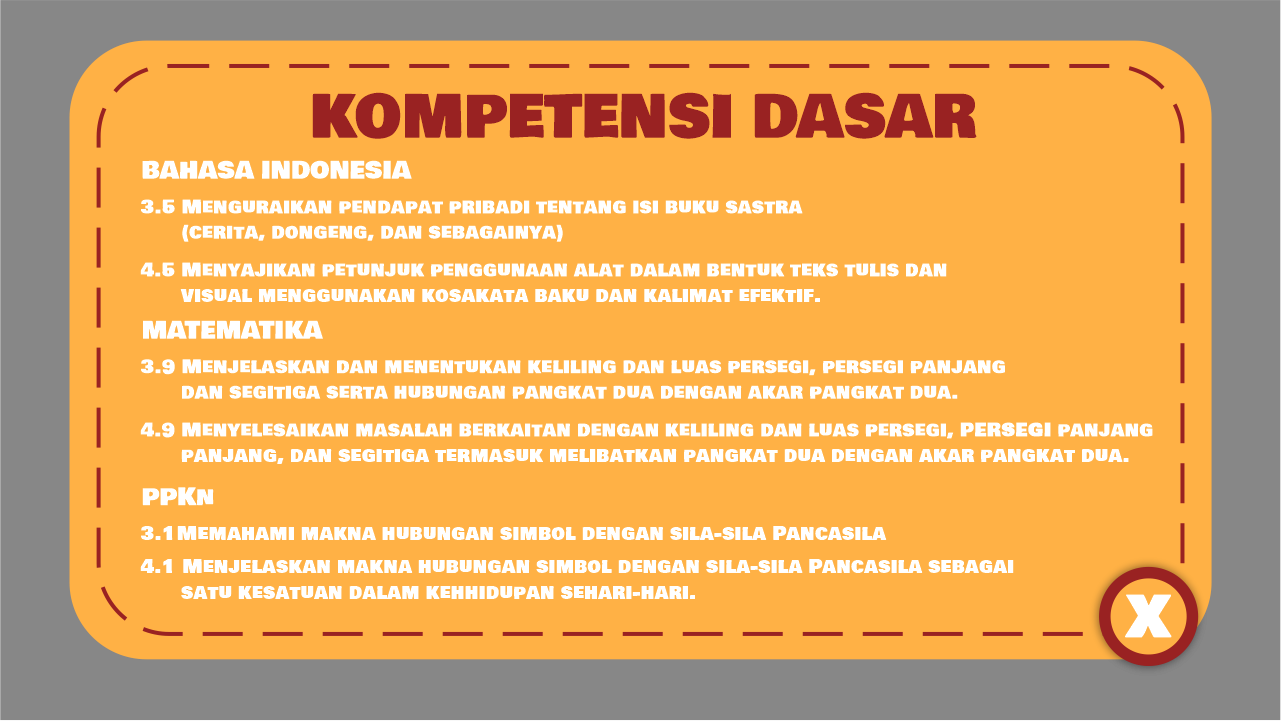 KOMPETENSI DASAR
BAHASA INDONESIA
3.5 Menguraikan pendapat pribadi tentang isi buku sastra
(cerita, dongeng, dan sebagainya)
4.5 Menyajikan petunjuk penggunaan alat dalam bentuk teks tulis dan
visual menggunakan kosakata baku dan kalimat efektif.
MATEMATIKA
3.9 Menjelaskan dan menentukan keliling dan luas persegi, persegi panjang
dan segitiga serta hubungan pangkat dua dengan akar pangkat dua.
4.9 Menyelesaikan masalah berkaitan dengan keliling dan luas persegi, PERSEGI panjang
panjang, dan segitiga termasuk melibatkan pangkat dua dengan akar pangkat dua.
PPKn
3.1Memahami makna hubungan simbol dengan sila-sila Pancasila
4.1 Menjelaskan makna hubungan simbol dengan sila-sila Pancasila sebagai
satu kesatuan dalam kehhidupan sehari-hari.
X